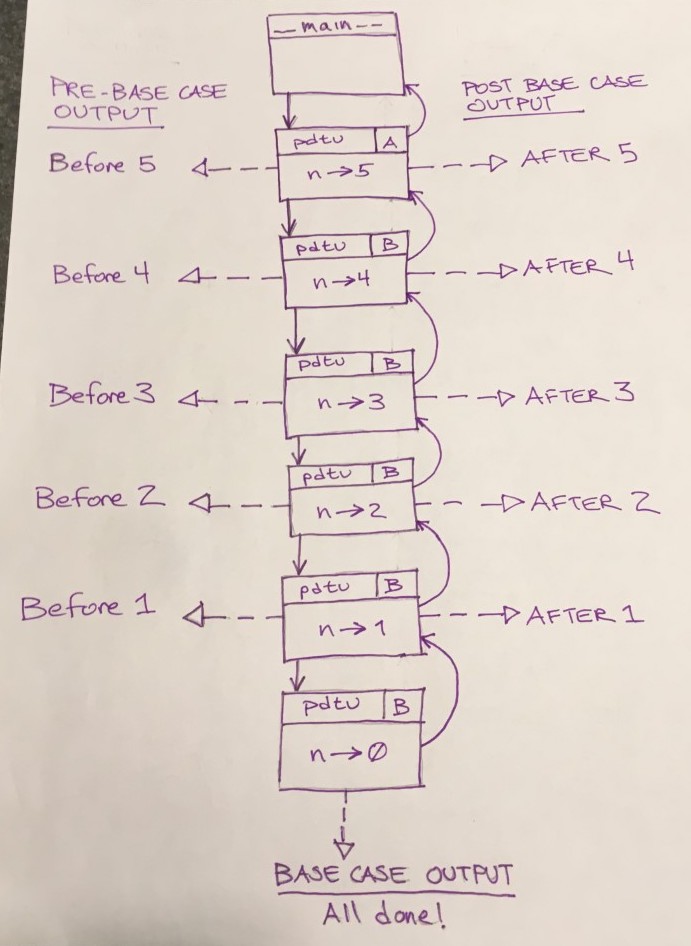 __main__
PRE-BASE CASE
OUTPUT
POST BASE CASE
OUTPUT
pdtu A
Before 5 n→5 AFTER 5
pdtu B
Before 4 n→4 AFTER 4
pdtu B
Before 3 n→3 AFTER 3
pdtu B
Before 2 n→2 AFTER 2
pdtu B
Before 1 n→1 AFTER 1
pdtu B
n→0
BASE CASE OUTPUT
All done!